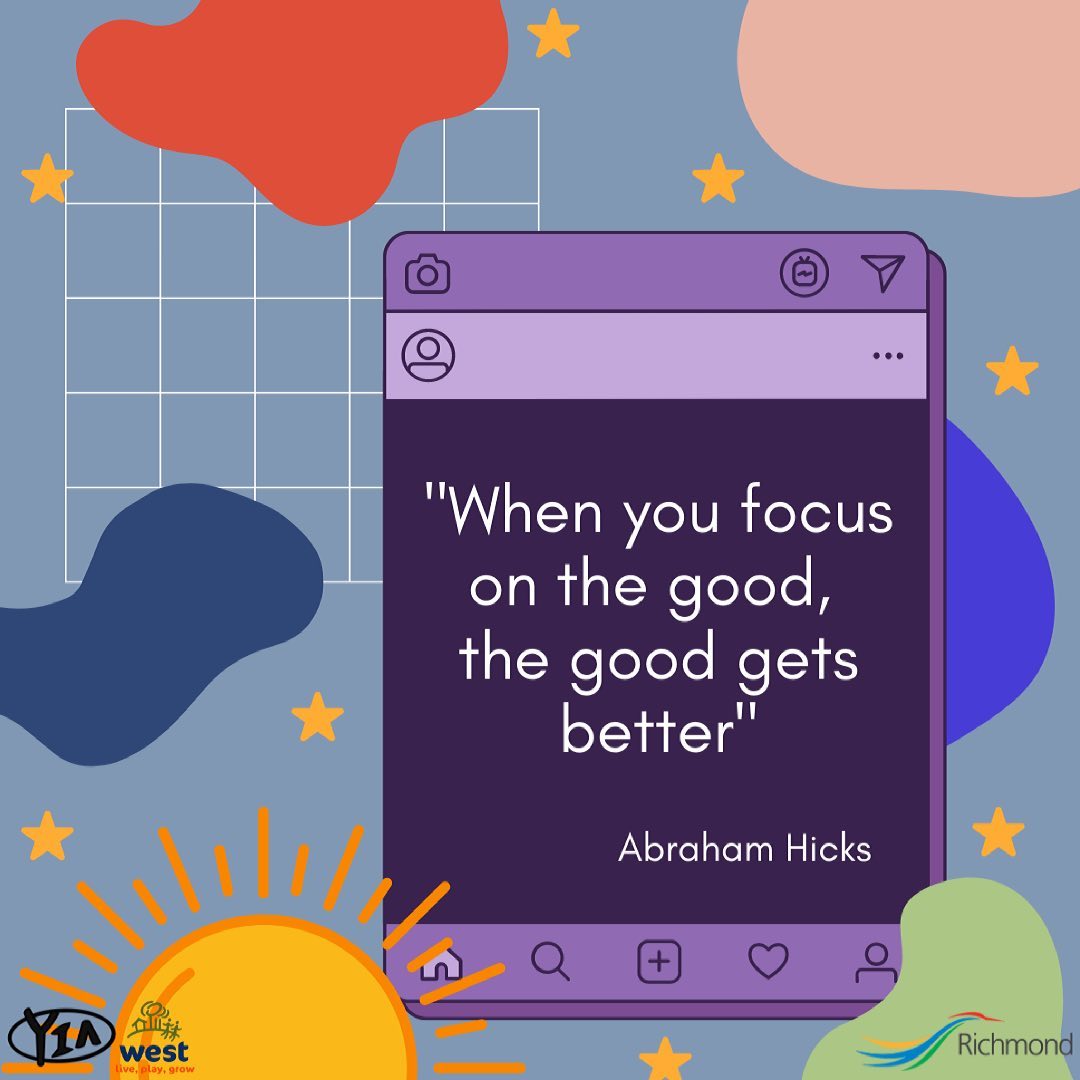 "When you focus
on the good,
the good gets
better"
Abraham Hicks
YIA
west
live, play, grow
Richmond